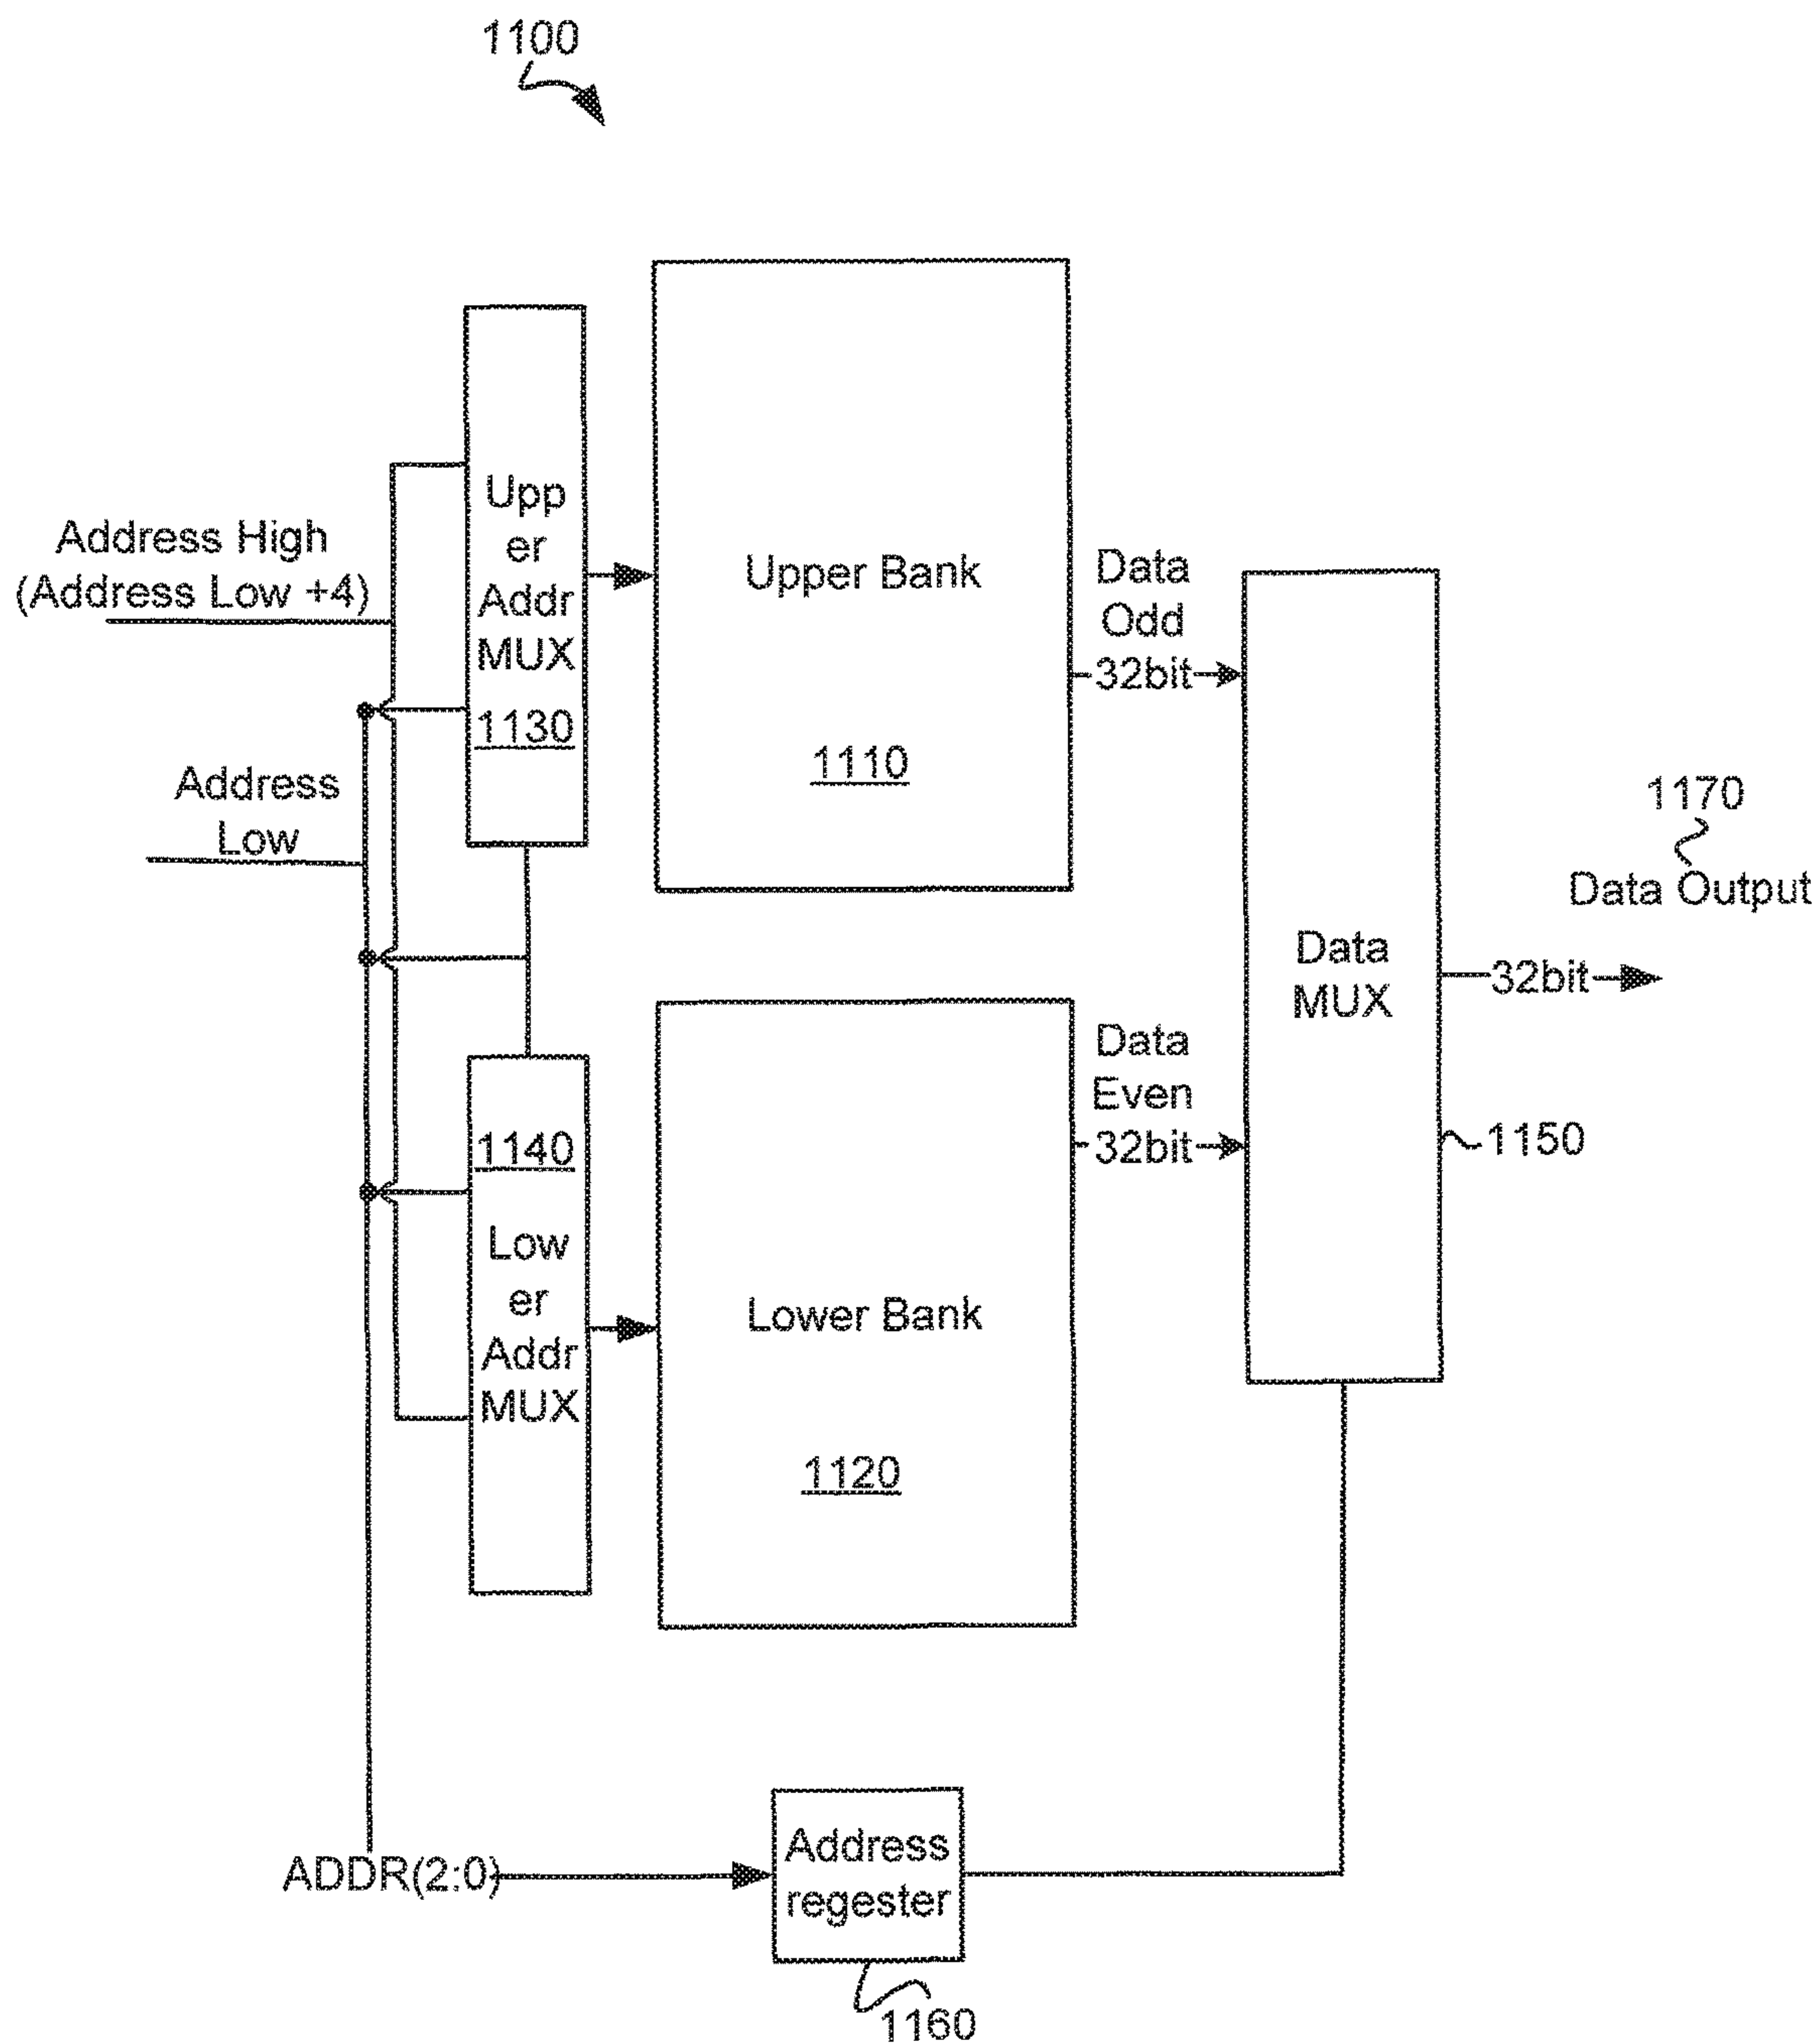 1100
Address High
(Address Low +4)
Address
Low
Upp
er
Addr
MUX
1130
Upper Bank
1110
Data
Odd
32bit
1170
Data Output
Data
MUX
32bit
1150
Data
Even
32bit
1140
Low
er
Addr
MUX
Lower Bank
1120
ADDR(2:0)
Address
regester
1160